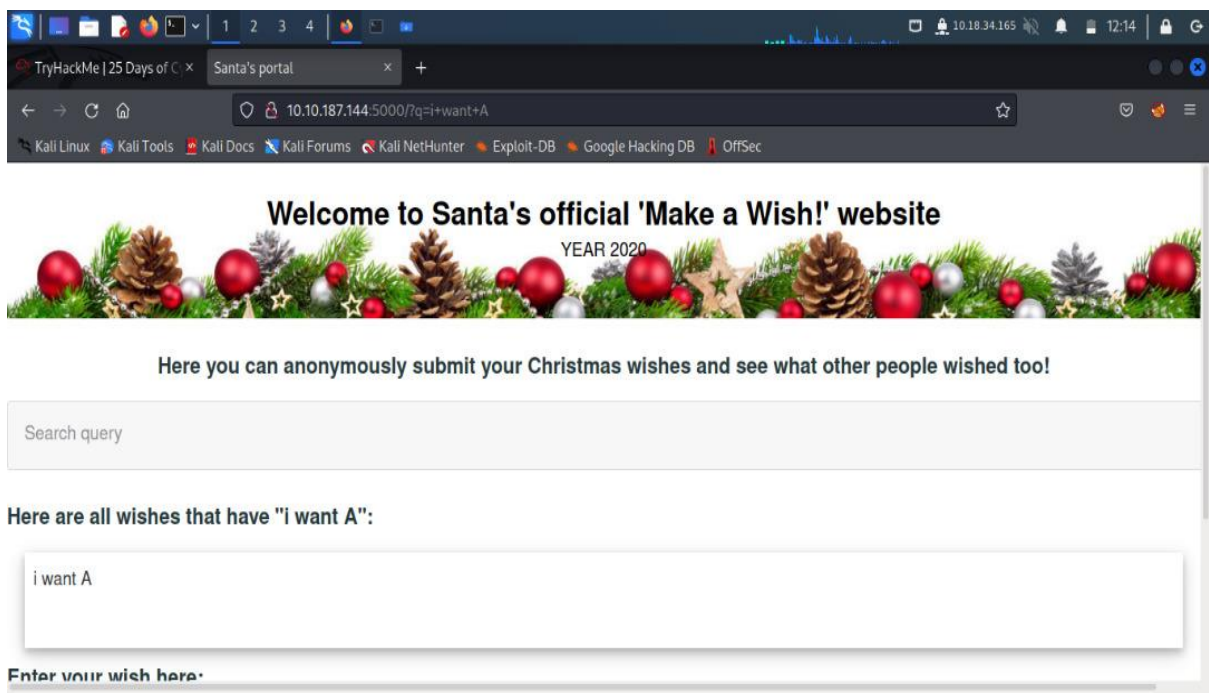 1 2 3 4
10.18.34.165 12:14
TryHackMe | 25 Days of C
Santa's portal
10.10.187.144:5000/?q=i+want+A
Kali Linux Kali Tools Kali Docs Kali Forums Kali NetHunter Exploit-DB Google Hacking DB OffSec
Welcome to Santa's official 'Make a Wish!' website
YEAR 2020
Here you can anonymously submit your Christmas wishes and see what other people wished too!
Search query
Here are all wishes that have "i want A":
i want A
Enter your wish here: